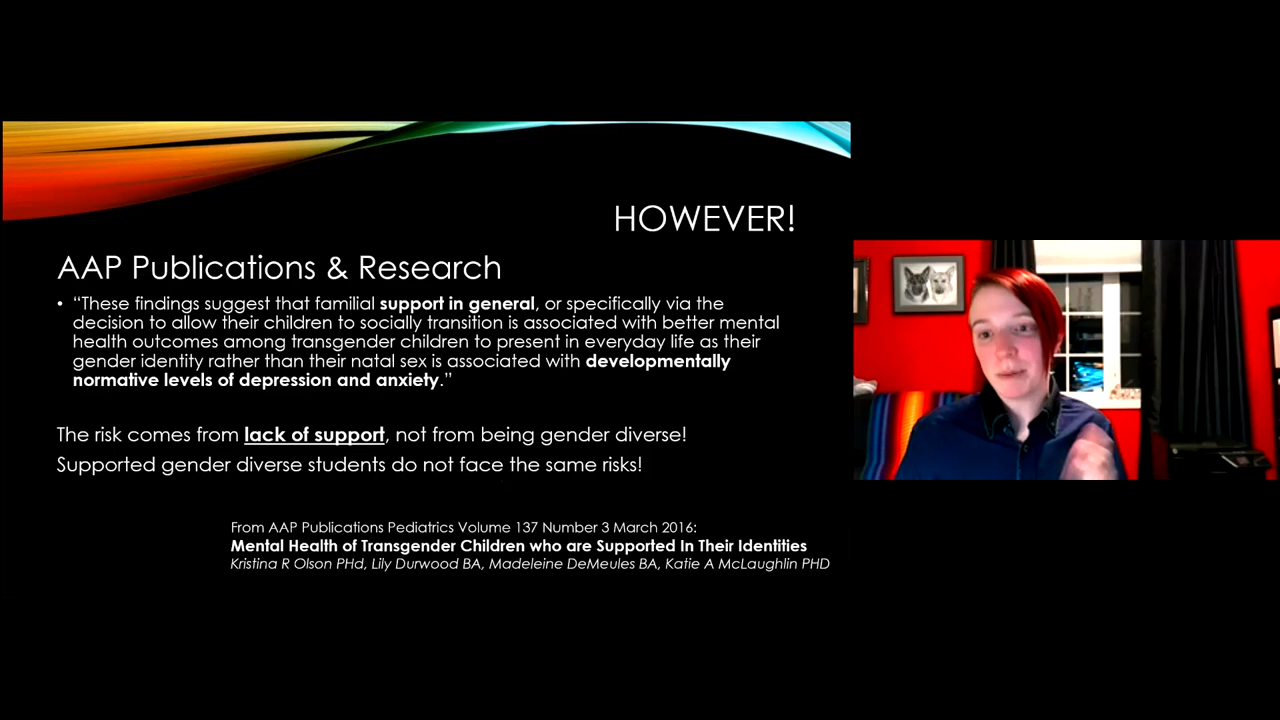 HOWEVER!
AAP Publications & Research
• “These findings suggest that familial support in general, or specifically via the
decision to allow their children to socially transition is associated with better mental
health outcomes among transgender children to present in everyday life as their
gender identity rather than their natal sex is associated with developmentally
normative levels of depression and anxiety.”
The risk comes from lack of support, not from being gender diverse!
Supported gender diverse students do not face the same risks!
From AAP Publications Pediatrics Volume 137 Number 3 March 2016:
Mental Health of Transgender Children who are Supported In Their Identities
Kristina R Olson PHd, Lily Durwood BA, Madeleine DeMeules BA, Katie A McLaughlin PHD